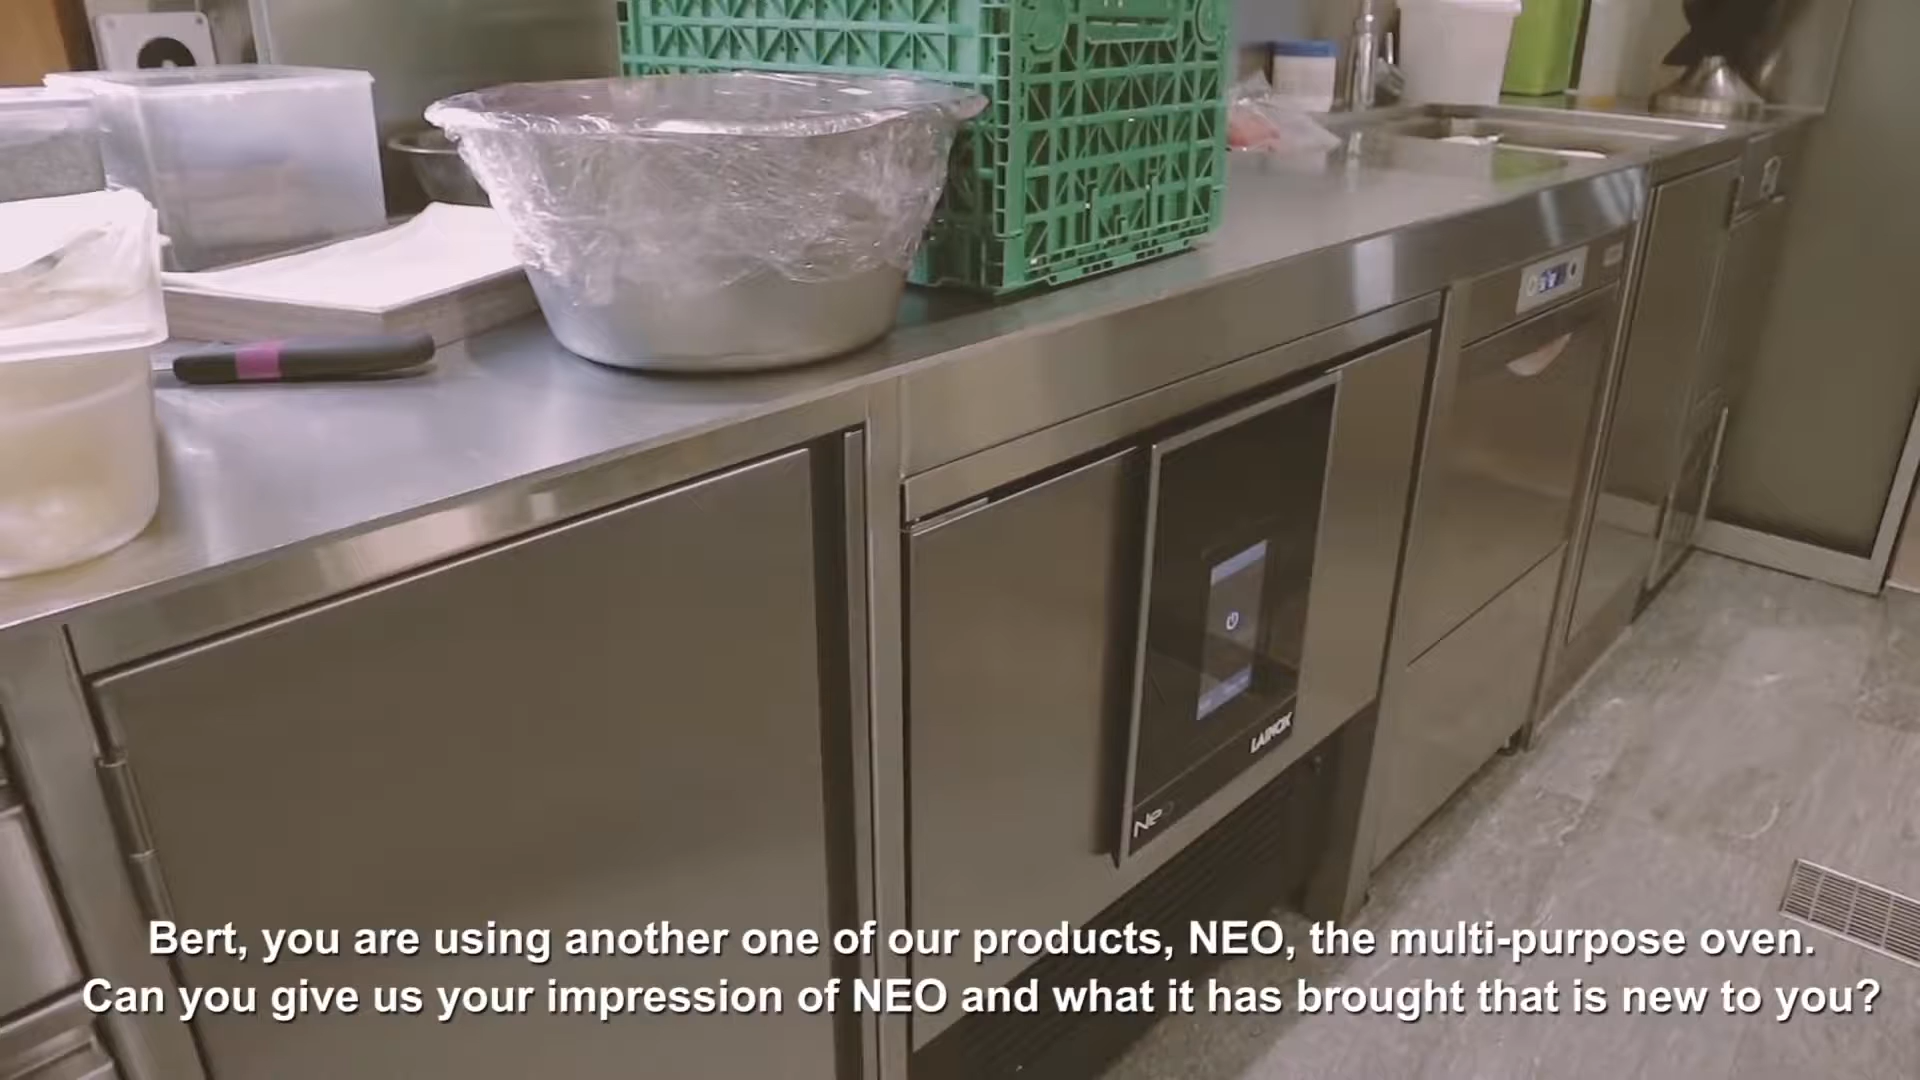 LAINOX
Neo
Bert, you are using another one of our products, NEO, the multi-purpose oven.
Can you give us your impression of NEO and what it has brought that is new to you?